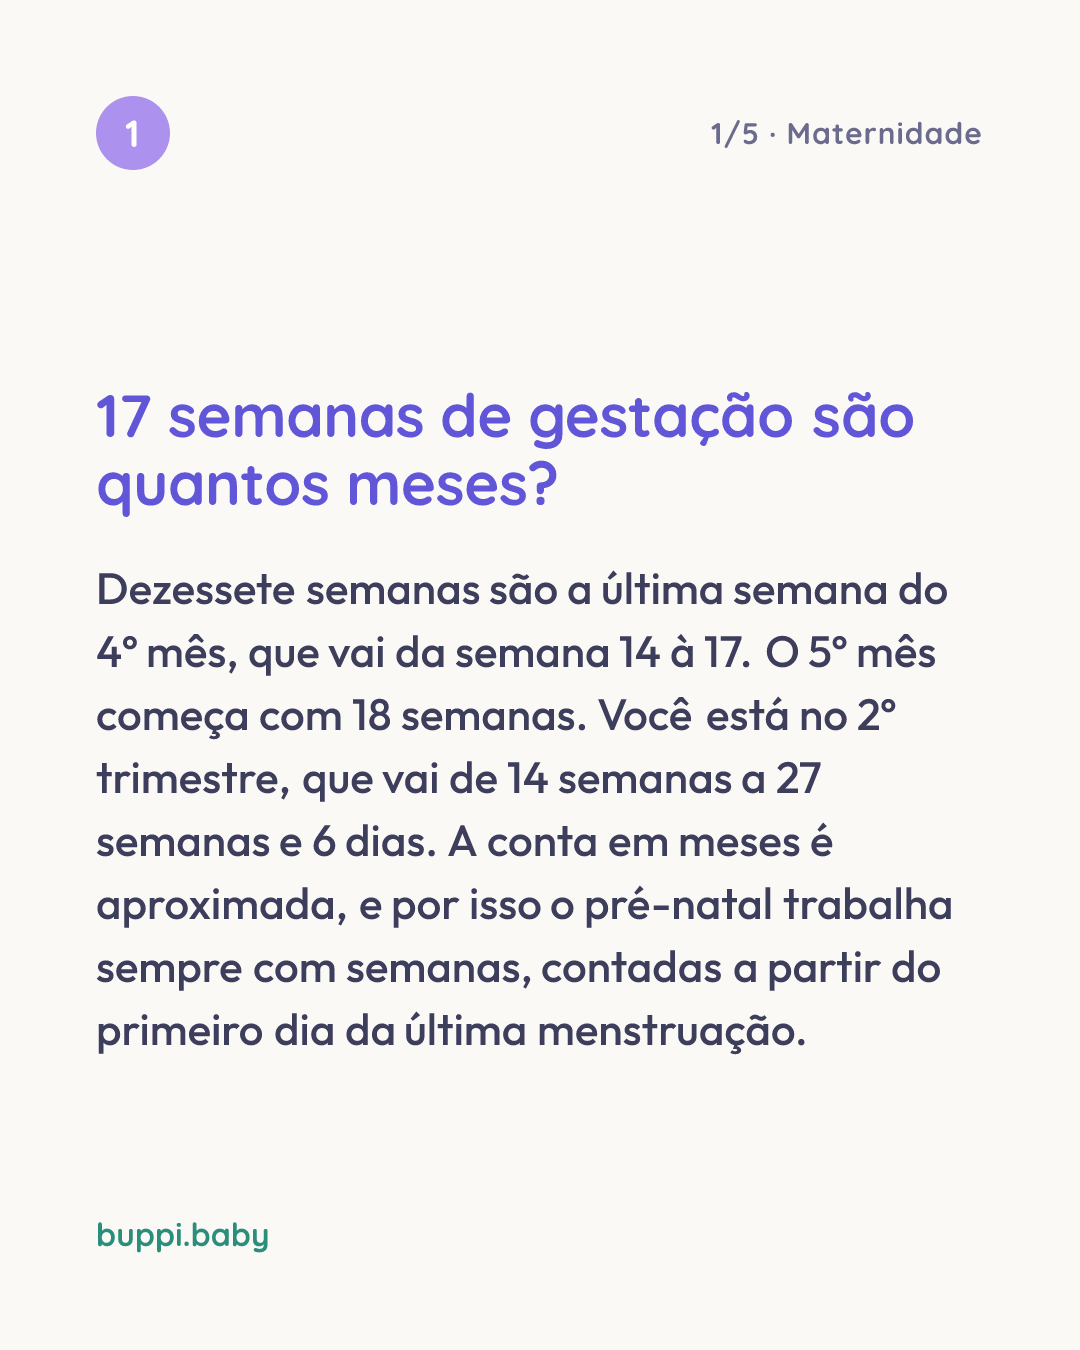 1
1/5 · Maternidade
17 semanas de gestação são
quantos meses?
Dezessete semanas são a última semana do
4º mês, que vai da semana 14 à 17. O 5º mês
começa com 18 semanas. Você está no 2º
trimestre, que vai de 14 semanas a 27
semanas e 6 dias. A conta em meses é
aproximada, e por isso o pré-natal trabalha
sempre com semanas, contadas a partir do
primeiro dia da última menstruação.
buppi.baby